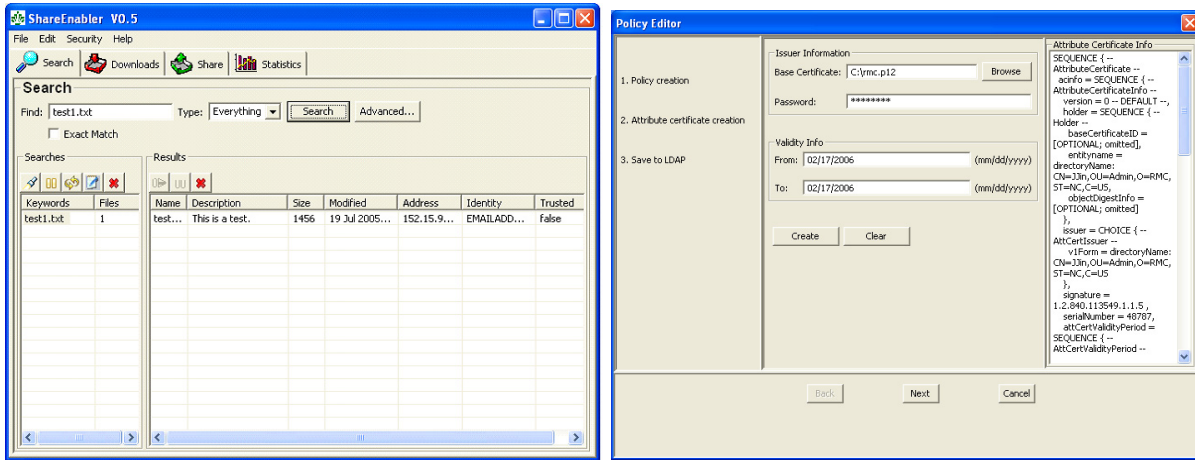 ShareEnabler V0.5
File Edit Security Help
Search Downloads Share Statistics
Search
Find: test1.txt Type: Everything Search Advanced...
Exact Match
Searches
Keywords Files
test1.txt 1
Results
Name Description Size Modified Address Identity Trusted
test... This is a test. 1456 19 Jul 2005... 152.15.9... EMAILADD... false
Policy Editor
1. Policy creation
2. Attribute certificate creation
3. Save to LDAP
Issuer Information
Base Certificate: C:\rmc.p12 Browse
Password: ********
Validity Info
From: 02/17/2006 (mm/dd/yyyy)
To: 02/17/2006 (mm/dd/yyyy)
Create Clear
Attribute Certificate Info
SEQUENCE { --
AttributeCertificate --
acinfo = SEQUENCE { --
AttributeCertificateInfo --
version = 0 -- DEFAULT --,
holder = SEQUENCE { --
Holder --
baseCertificateID =
[OPTIONAL; omitted],
entityname =
directoryName:
CN=JJin,OU=Admin,O=RMC,
ST=NC,C=US,
objectDigestInfo =
[OPTIONAL; omitted]
},
issuer = CHOICE { --
AttCertIssuer --
v1Form = directoryName:
CN=JJin,OU=Admin,O=RMC,
ST=NC,C=US
},
signature =
1.2.840.113549.1.1.5 ,
serialNumber = 48787,
attCertValidityPeriod =
SEQUENCE { --
AttCertValidityPeriod --
Back Next Cancel